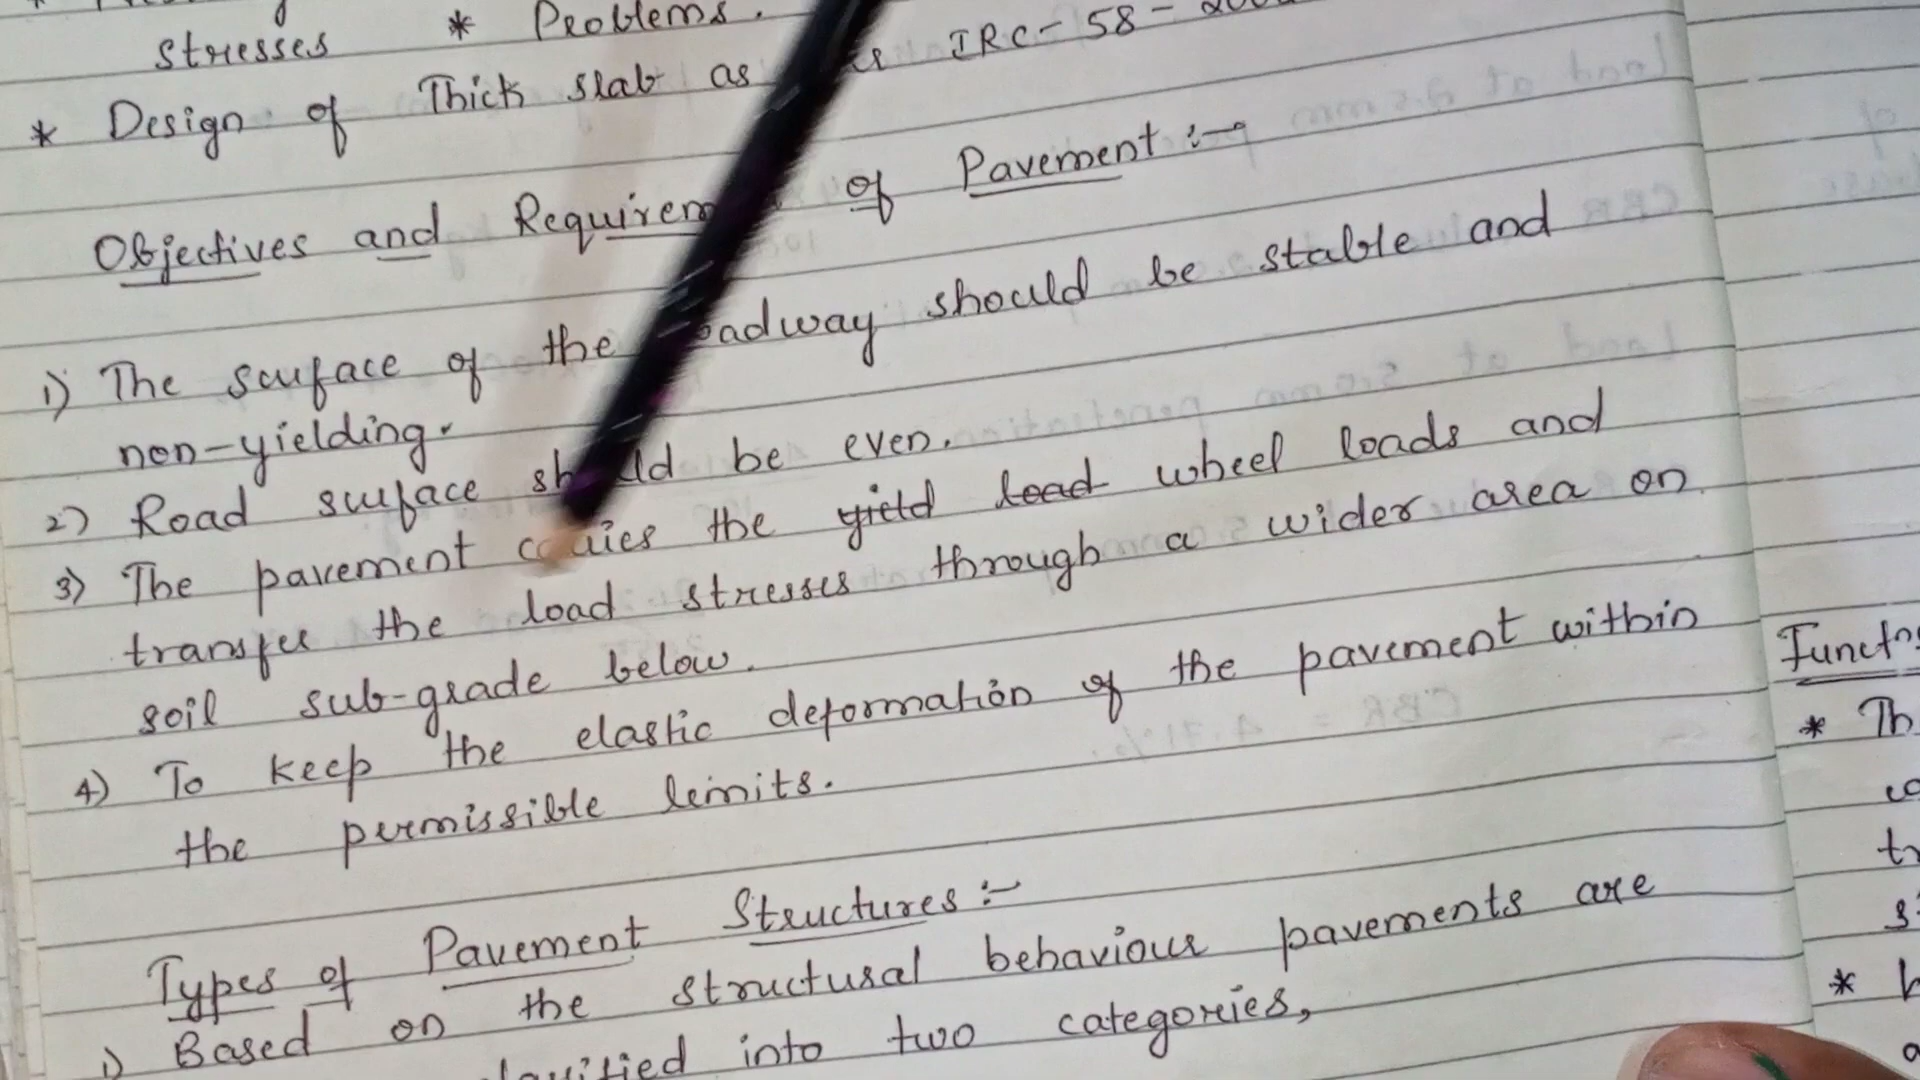 stresses * Problems.
* Design of Thick slab as IRC-58-
Objectives and of Pavement :-
1) The surface of the should be stable and
non-yielding.
2) Road surface be even.
3) The pavement the yield load wheel loads and
transfer the load stresses through a wider area on
soil sub-grade below.
4) To keep the elastic deformation of the pavement within
the permissible limits.
Types of Pavement Structures :-
1) Based on the structural behaviour pavements are
into two categories,
* Th
*